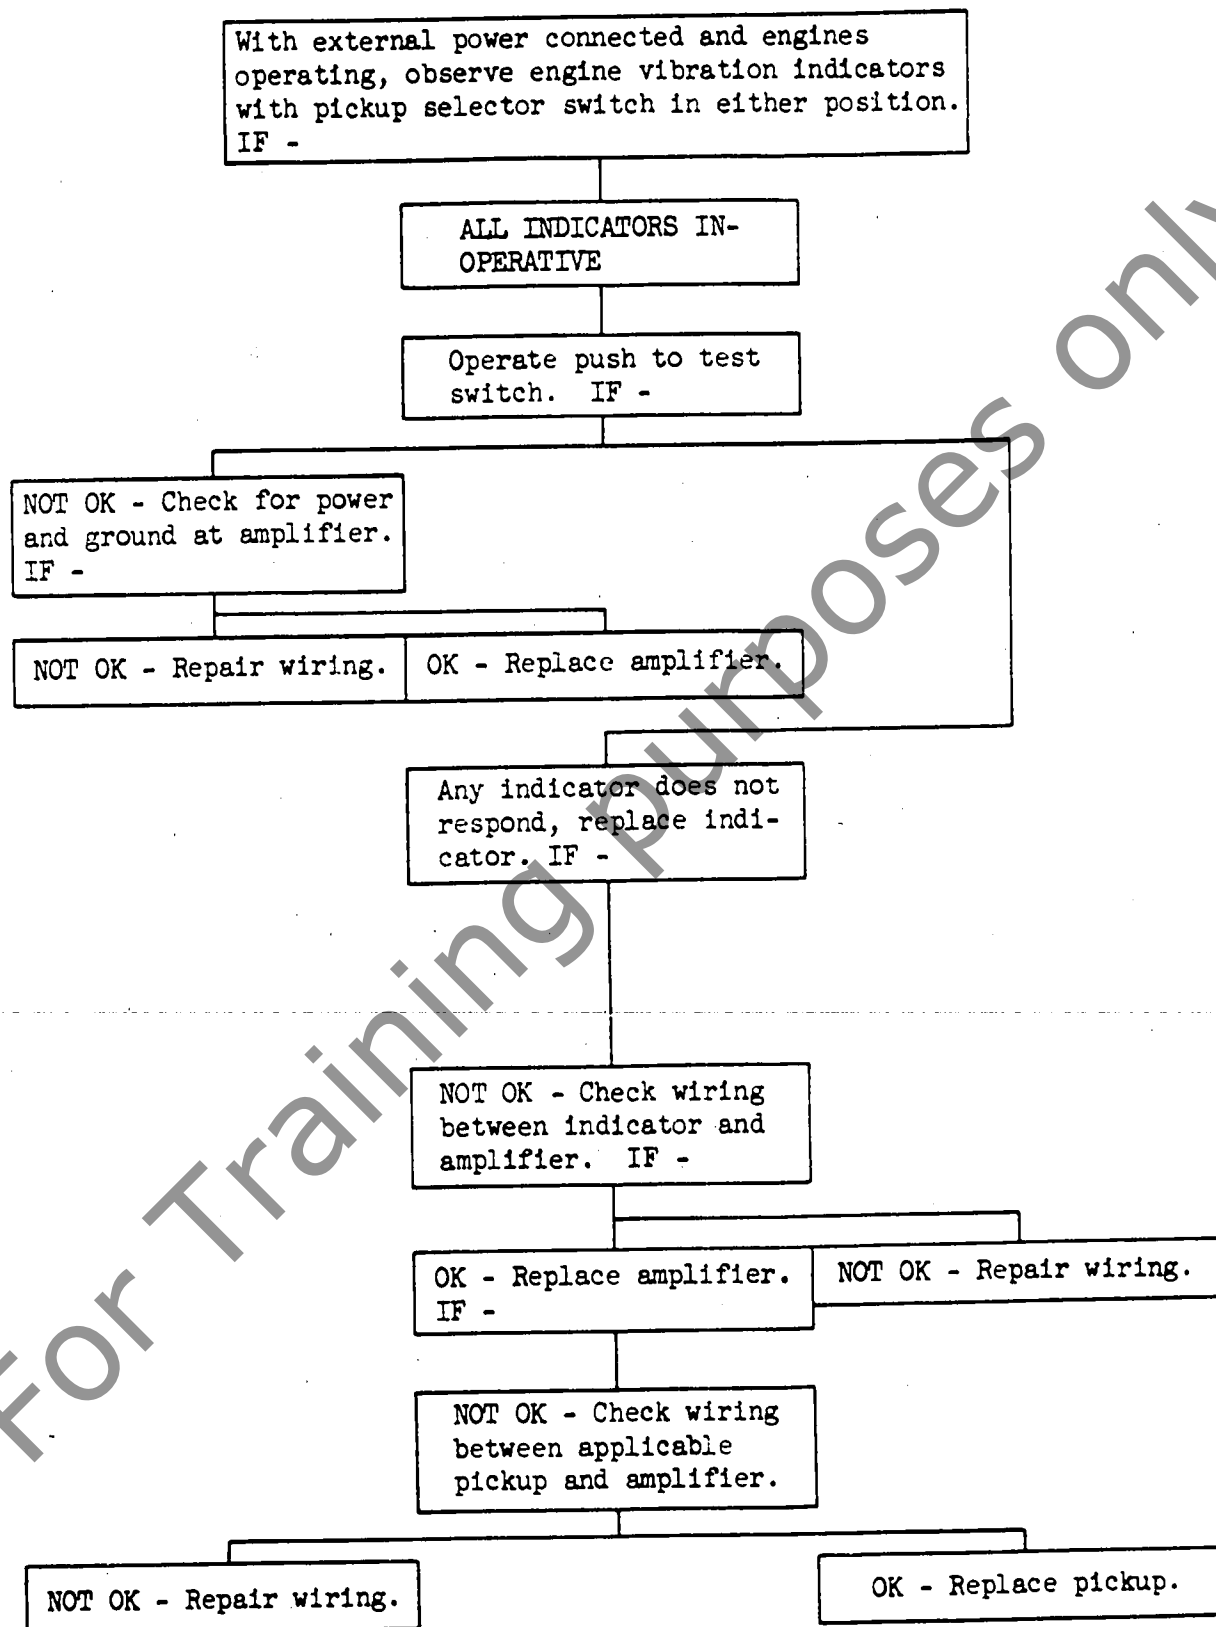 With external power connected and engines
operating, observe engine vibration indicators
with pickup selector switch in either position.
IF -
ALL INDICATORS IN-
OPERATIVE
Operate push to test
switch. IF -
NOT OK - Check for power
and ground at amplifier.
IF -
NOT OK - Repair wiring.
OK - Replace amplifier.
Any indicator does not
respond, replace indi-
cator. IF -
NOT OK - Check wiring
between indicator and
amplifier. IF -
OK - Replace amplifier.
IF -
NOT OK - Repair wiring.
NOT OK - Check wiring
between applicable
pickup and amplifier.
NOT OK - Repair wiring.
OK - Replace pickup.
For Training purposes only